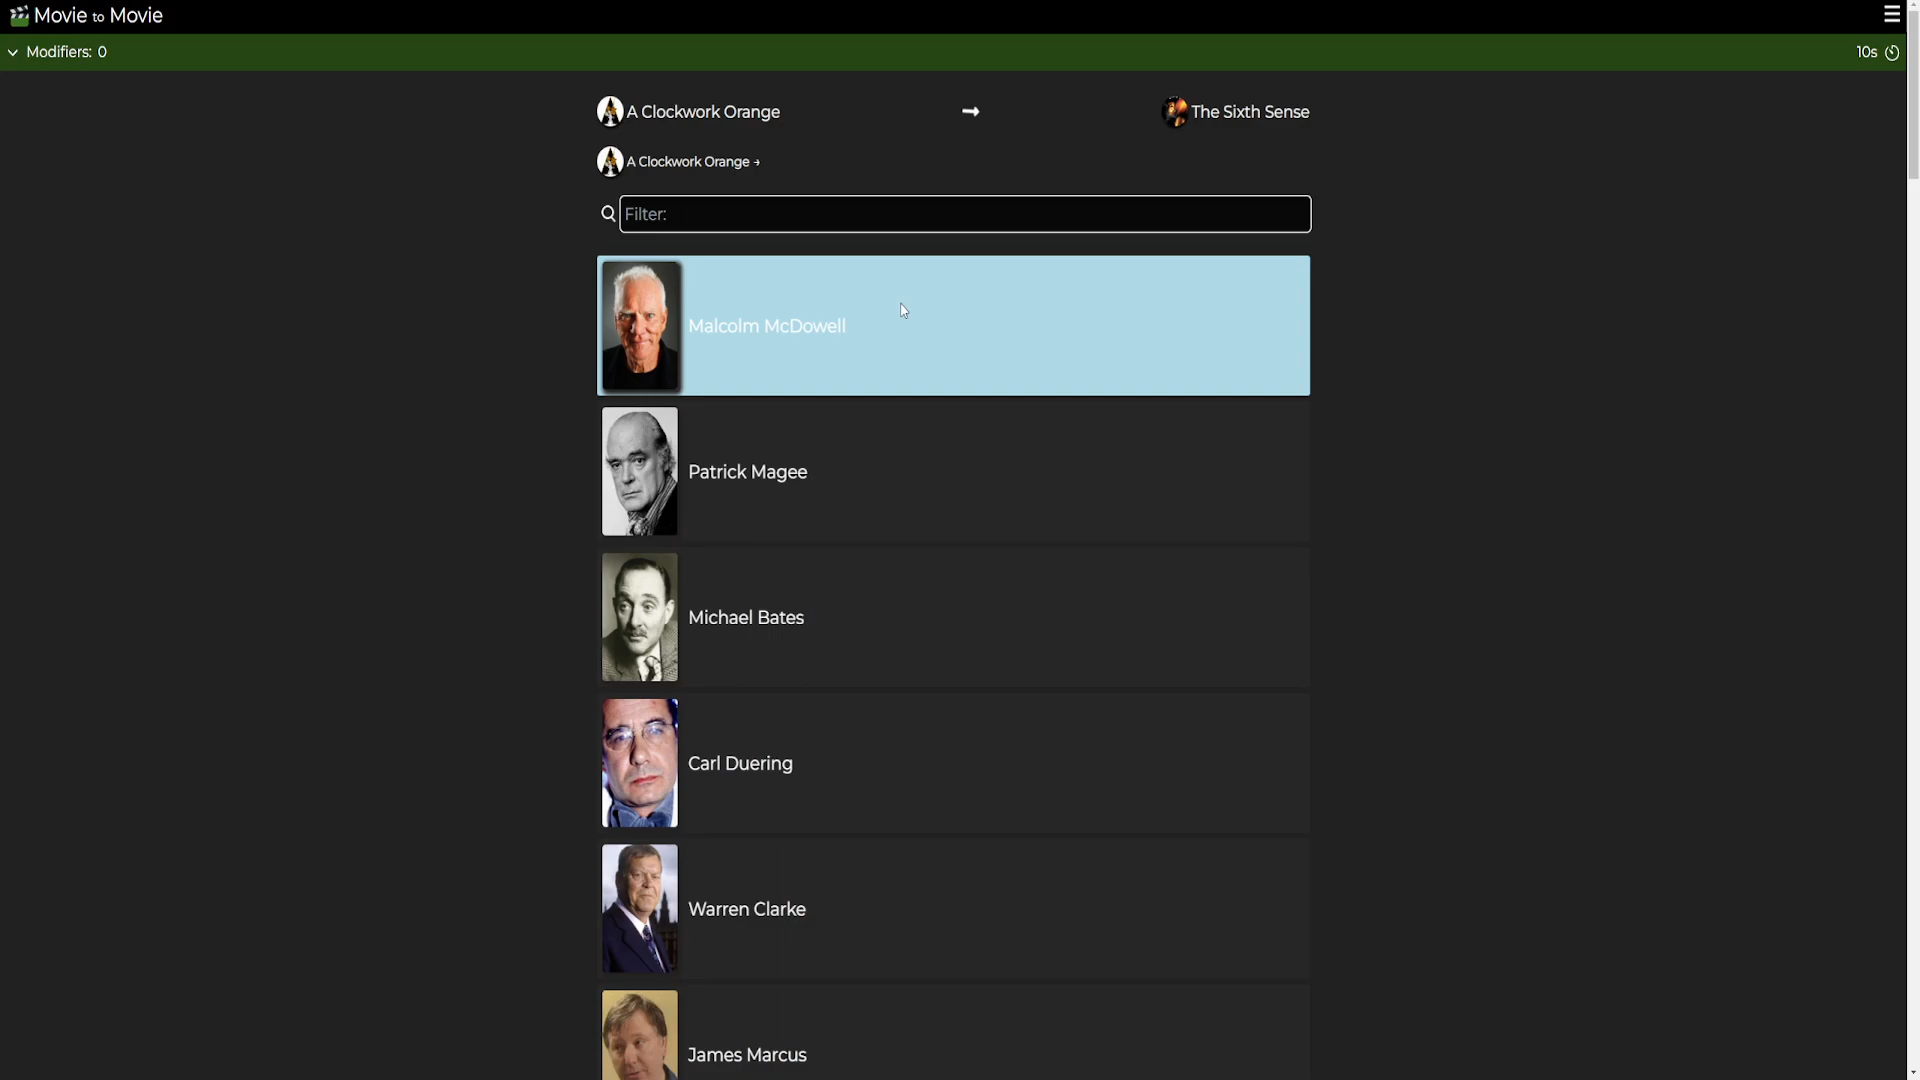 Movie to Movie
Modifiers: 0
10s
A Clockwork Orange → The Sixth Sense
A Clockwork Orange →
Filter:
Malcolm McDowell
Patrick Magee
Michael Bates
Carl Duering
Warren Clarke
James Marcus